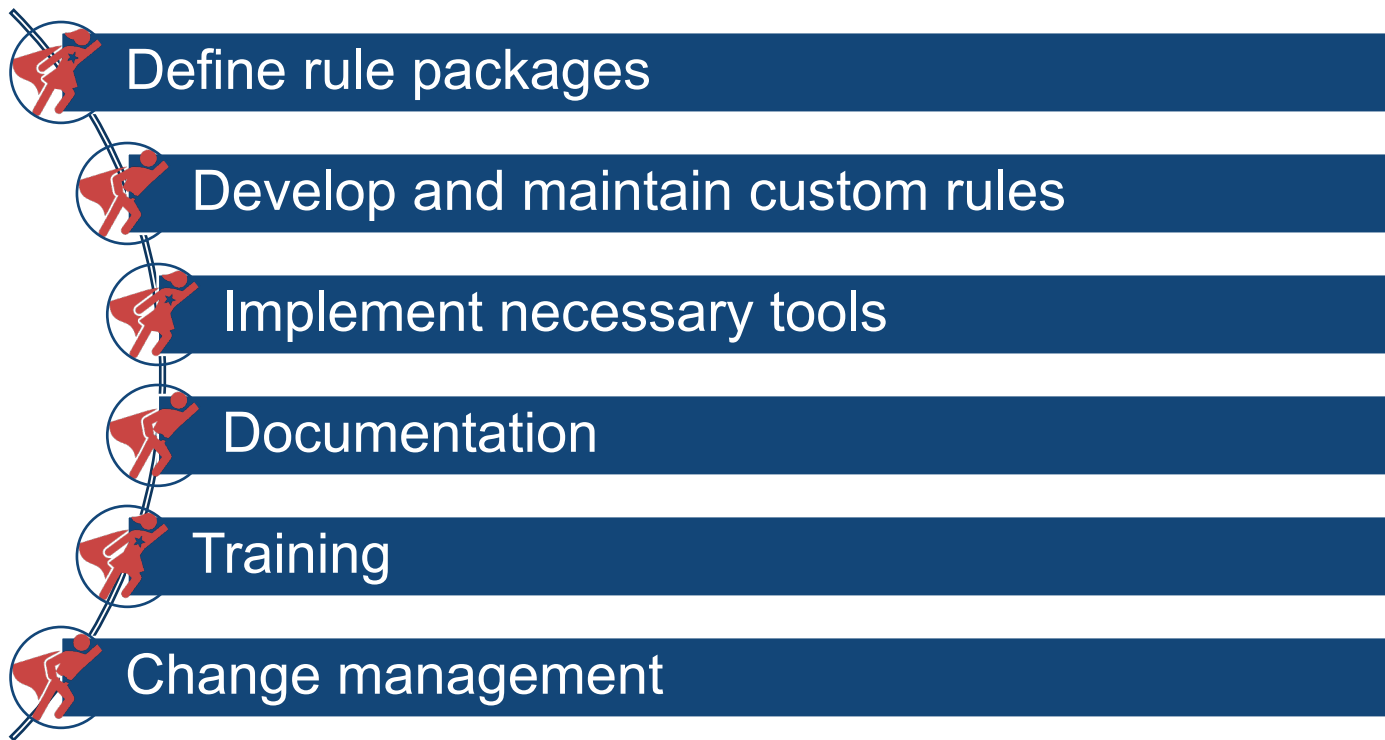 Define rule packages
Develop and maintain custom rules
Implement necessary tools
Documentation
Training
Change management